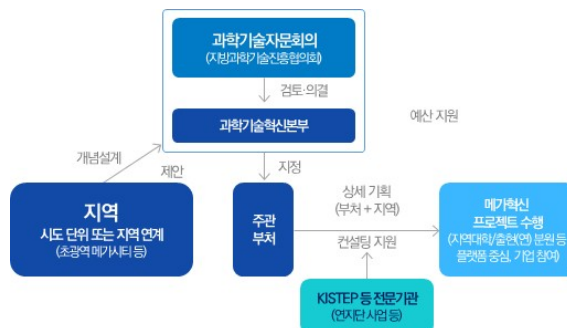 과학기술자문회의
(지방과학기술진흥협의회)
검토·의결
과학기술혁신본부
예산 지원
개념설계
제안
지정
지역
시도 단위 또는 지역 연계
(초광역 메가시티 등)
주관
부처
상세 기획
(부처 + 지역)
컨설팅 지원
메가혁신
프로젝트 수행
(지역대학/출현(연) 분원 등
플랫폼 중심, 기업 참여)
KISTEP 등 전문기관
(연지단 사업 등)